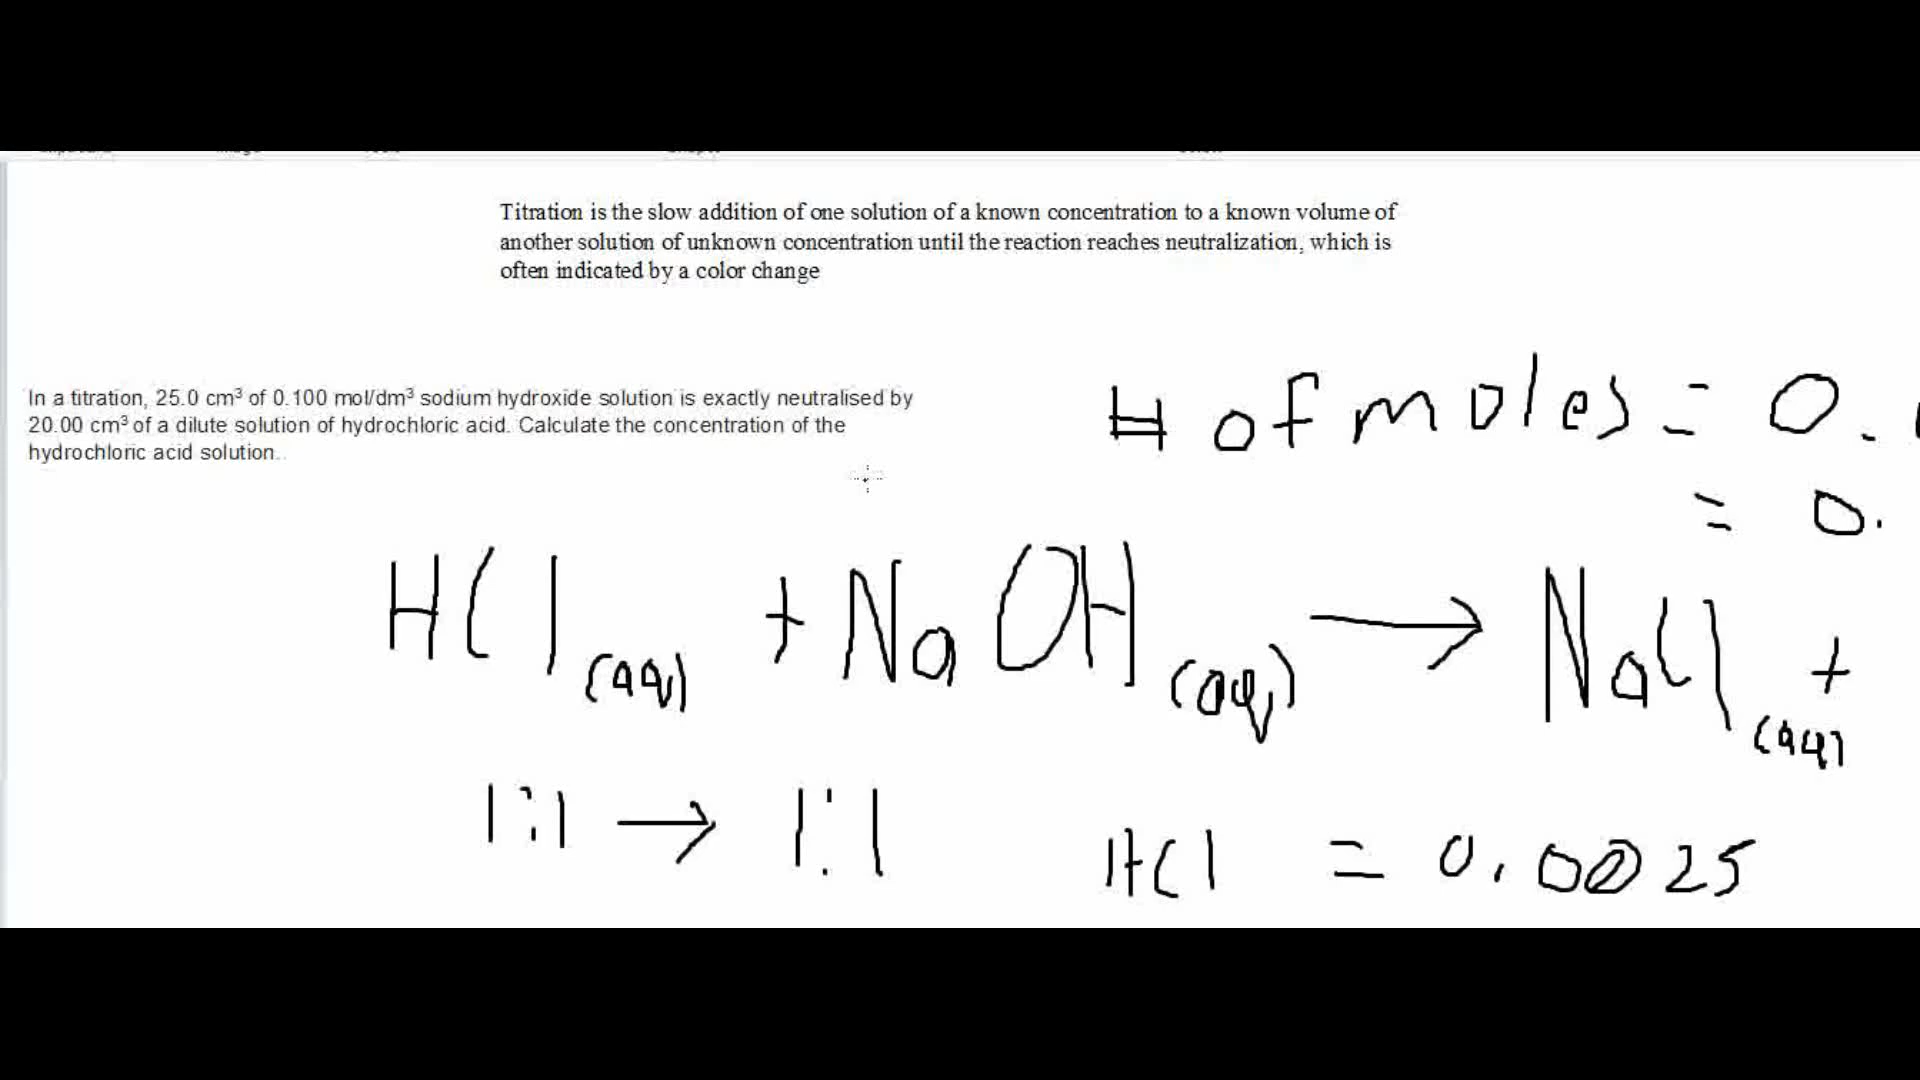 Titration is the slow addition of one solution of a known concentration to a known volume of
another solution of unknown concentration until the reaction reaches neutralization, which is
often indicated by a color change
In a titration, 25.0 cm³ of 0.100 mol/dm³ sodium hydroxide solution is exactly neutralised by
20.00 cm³ of a dilute solution of hydrochloric acid. Calculate the concentration of the
hydrochloric acid solution.
# of moles = 0.
= 0.
HCl(aq) + NaOH(aq) → NaCl(aq) +
1:1 → 1:1
HCl = 0.0025